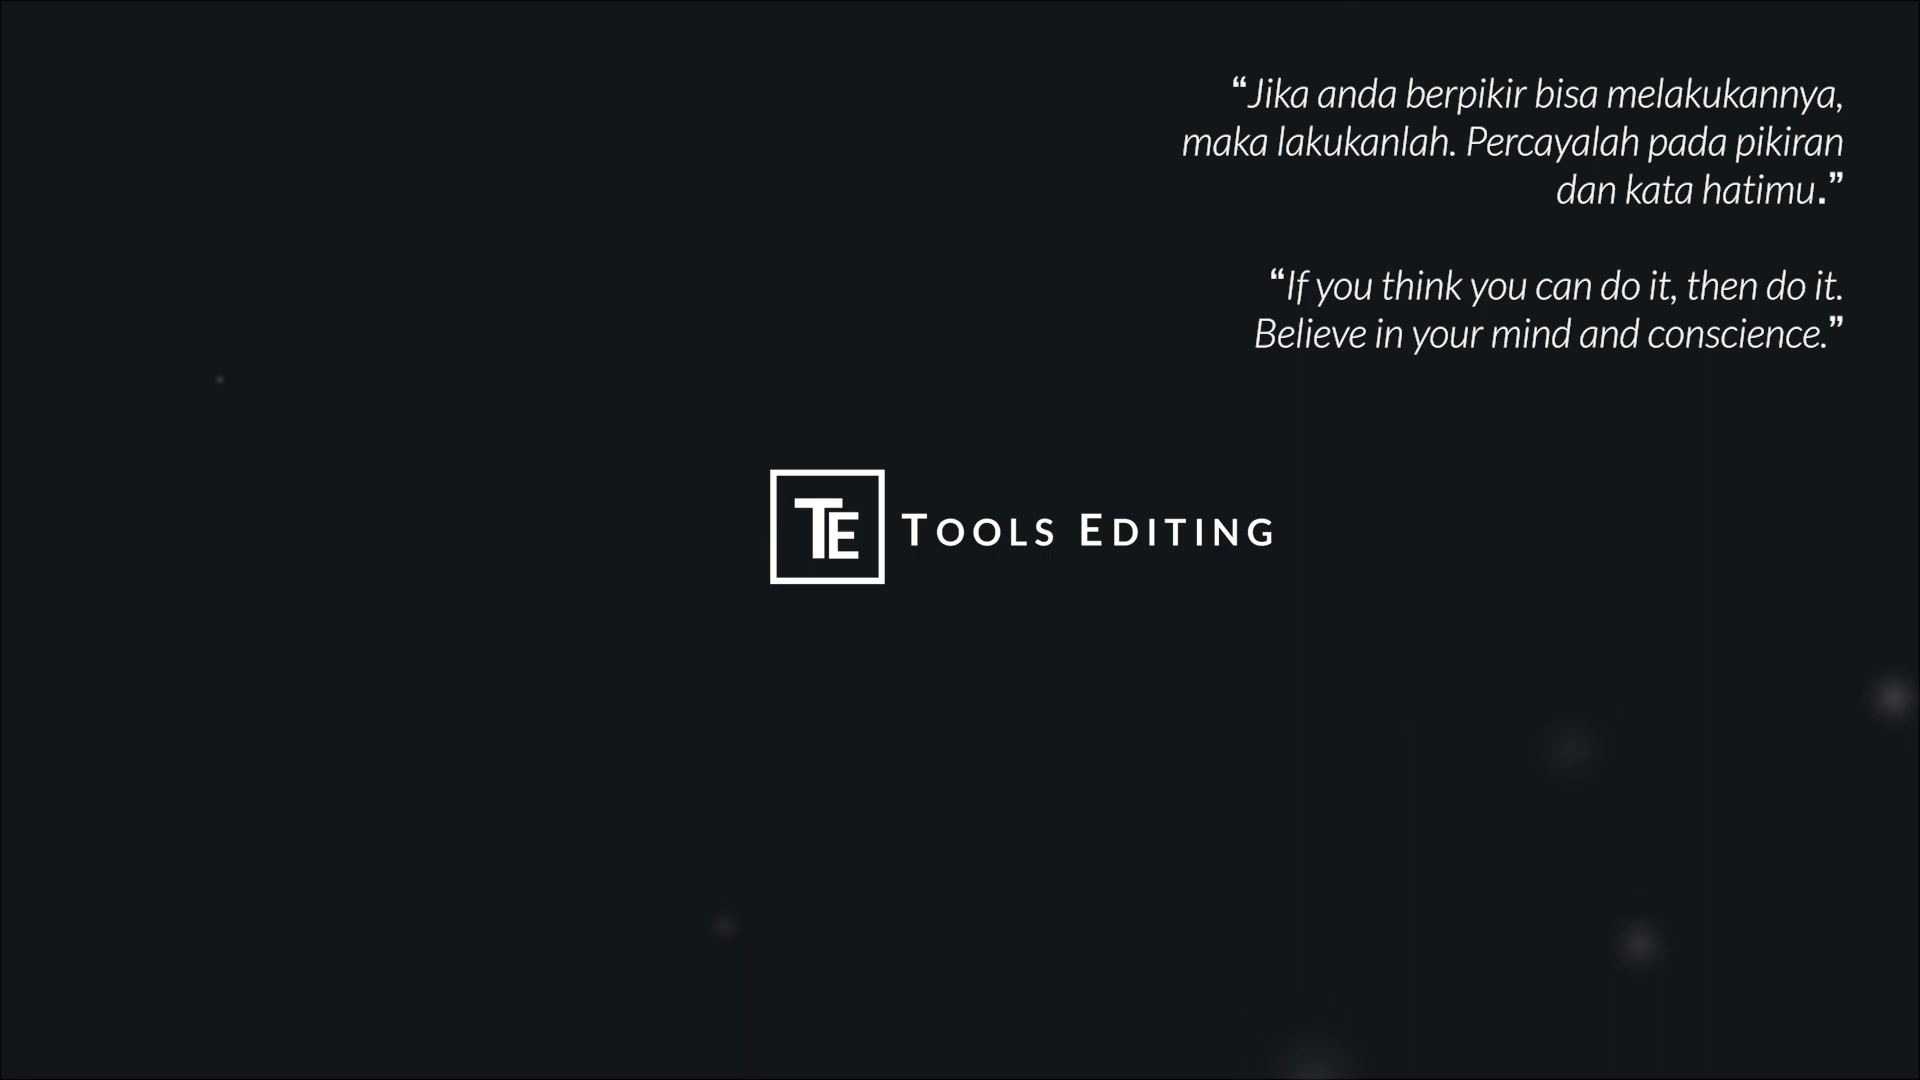 ❝Jika anda berpikir bisa melakukannya,
maka lakukanlah. Percayalah pada pikiran
dan kata hatimu.❞
❝If you think you can do it, then do it.
Believe in your mind and conscience.❞
TE TOOLS EDITING